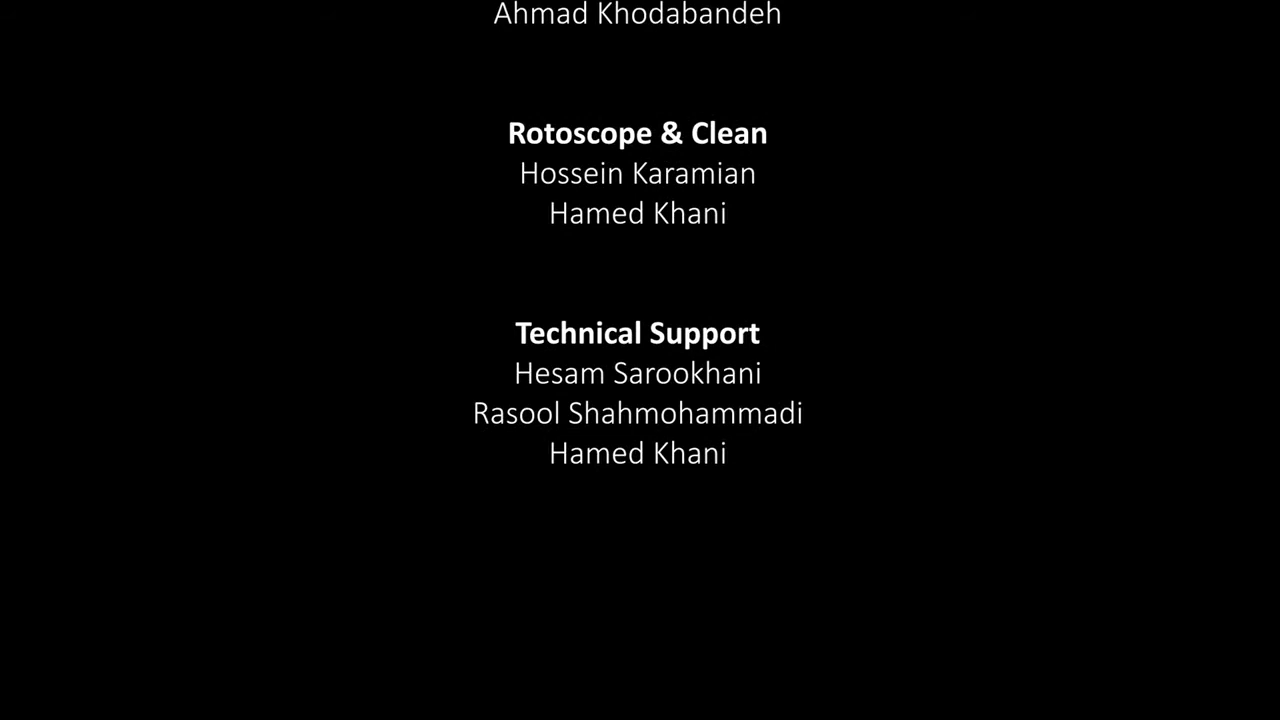 Ahmad Khodabandeh
Rotoscope & Clean
Hossein Karamian
Hamed Khani
Technical Support
Hesam Sarookhani
Rasool Shahmohammadi
Hamed Khani